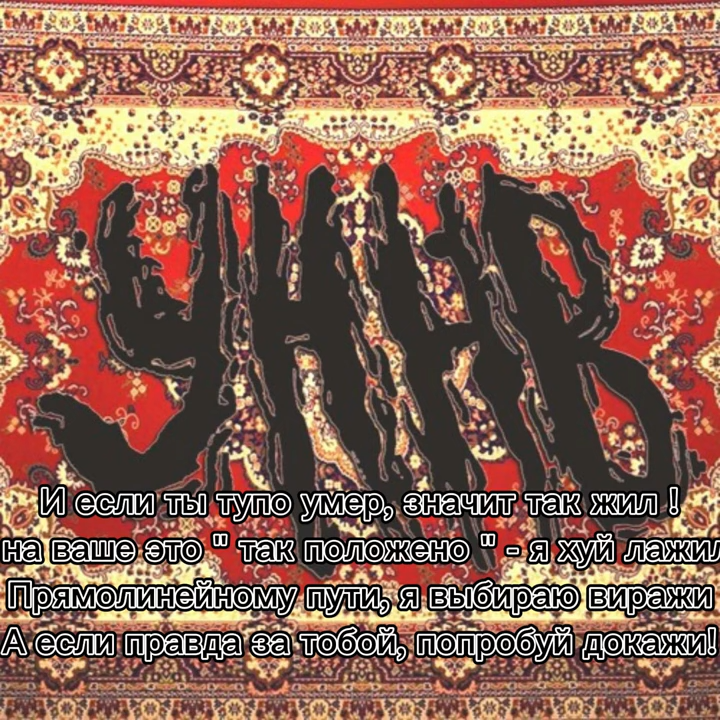 УННВ
И если ты тупо умер, значит так жил !
на ваше это " так положено " - я хуй лажил
Прямолинейному пути, я выбираю виражи
А если правда за тобой, попробуй докажи!